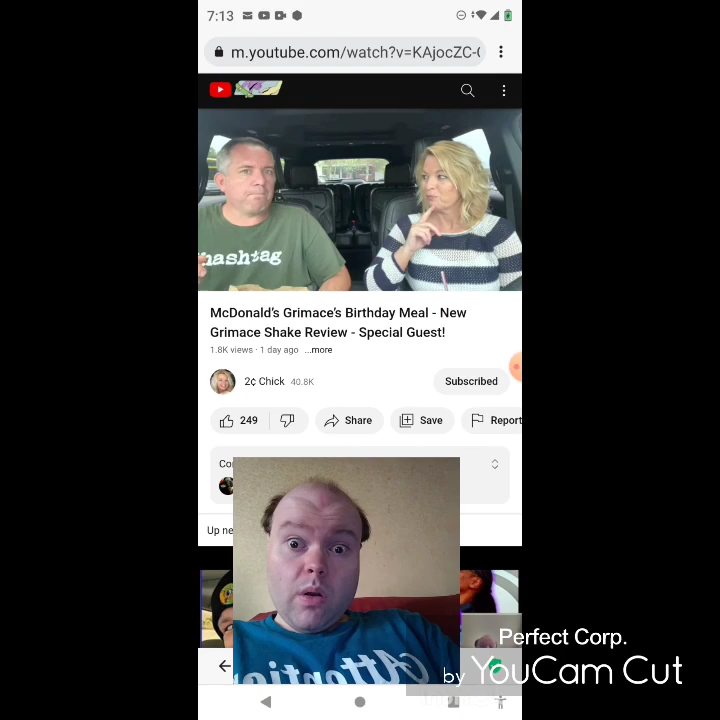 7:13
m.youtube.com/watch?v=KAjocZC-
hashtag
McDonald's Grimace's Birthday Meal - New
Grimace Shake Review - Special Guest!
1.8K views · 1 day ago ...more
2¢ Chick 40.8K
Subscribed
249
Share
Save
Report
Co
Up ne
Attentio
Perfect Corp.
by YouCam Cut